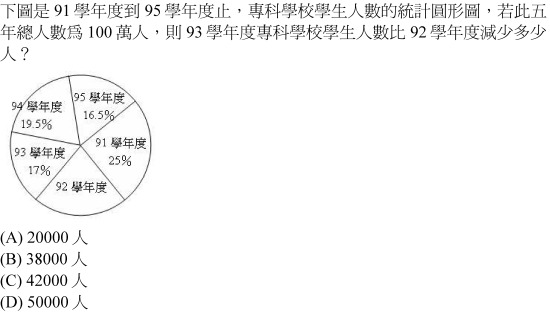 下圖是 91 學年度到 95 學年度止，專科學校學生人數的統計圓形圖，若此五
年總人數為 100 萬人，則 93 學年度專科學校學生人數比 92 學年度減少多少
人？
95 學年度
16.5%
94 學年度
19.5%
91 學年度
25%
93 學年度
17%
92 學年度
(A) 20000 人
(B) 38000 人
(C) 42000 人
(D) 50000 人